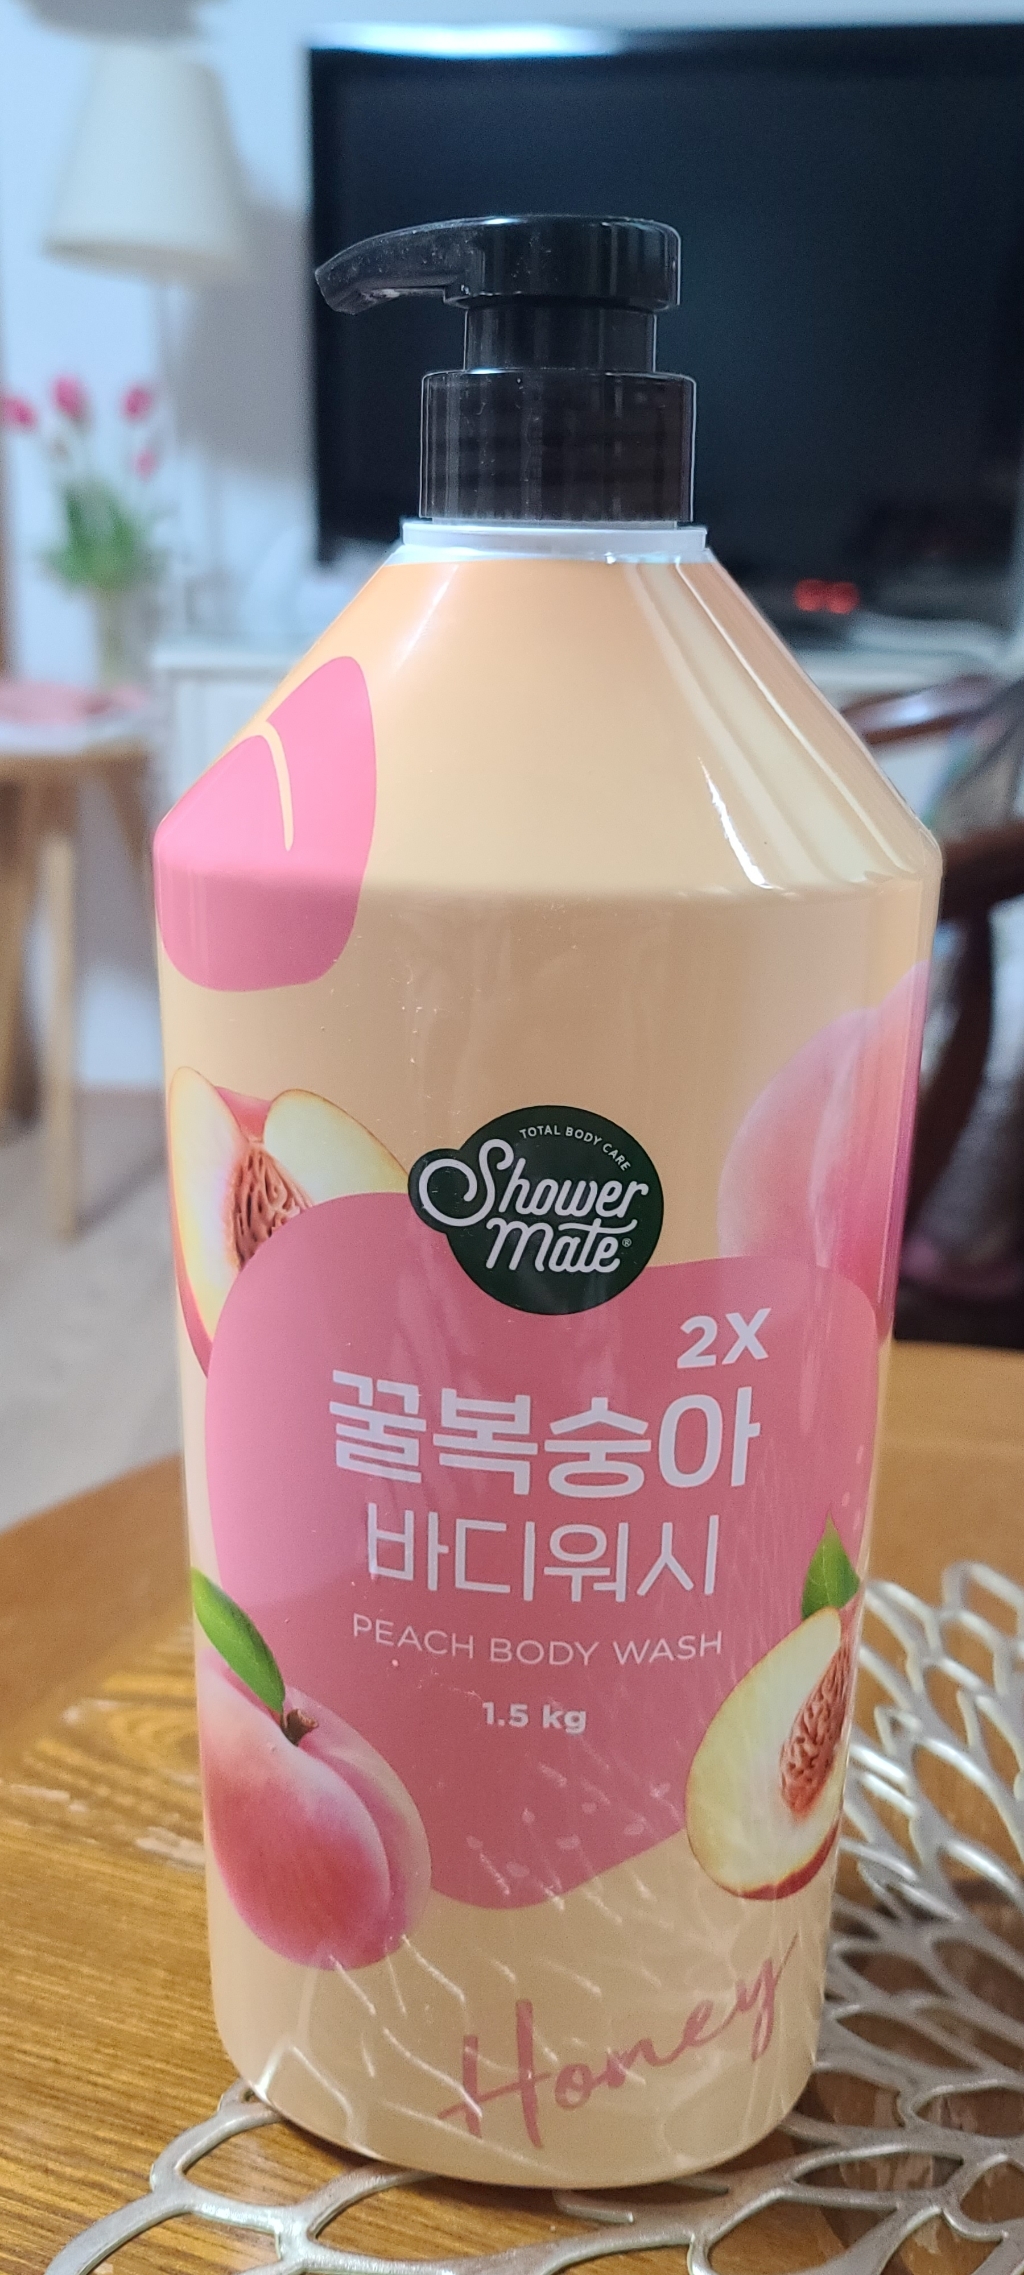 TOTAL BODY CARE
Shower
Mate®
2X
꿀복숭아
바디워시
PEACH BODY WASH
1.5 kg
Honey